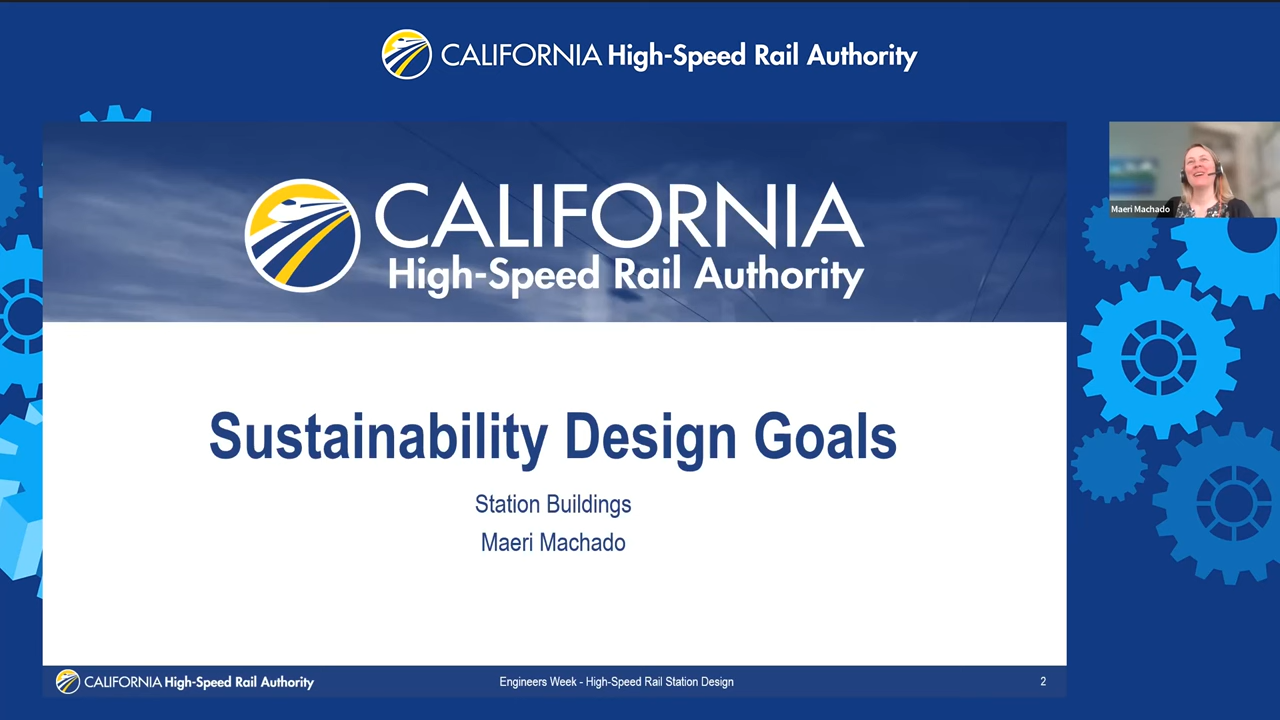 CALIFORNIA High-Speed Rail Authority
CALIFORNIA
High-Speed Rail Authority
Maeri Machado
Sustainability Design Goals
Station Buildings
Maeri Machado
CALIFORNIA High-Speed Rail Authority
Engineers Week - High-Speed Rail Station Design
2